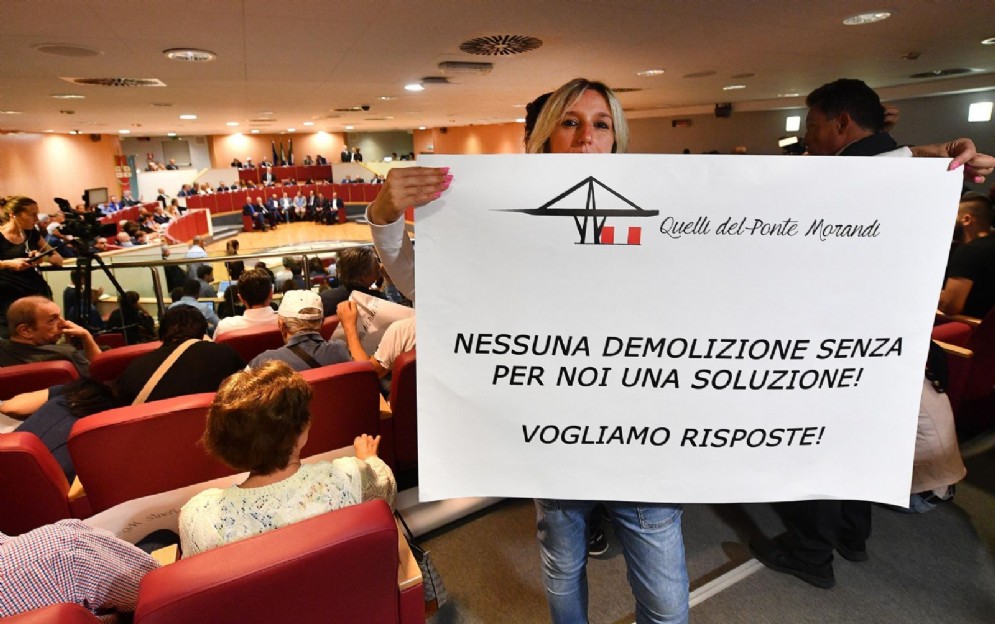 Quelli del Ponte Morandi
NESSUNA DEMOLIZIONE SENZA
PER NOI UNA SOLUZIONE!
VOGLIAMO RISPOSTE!